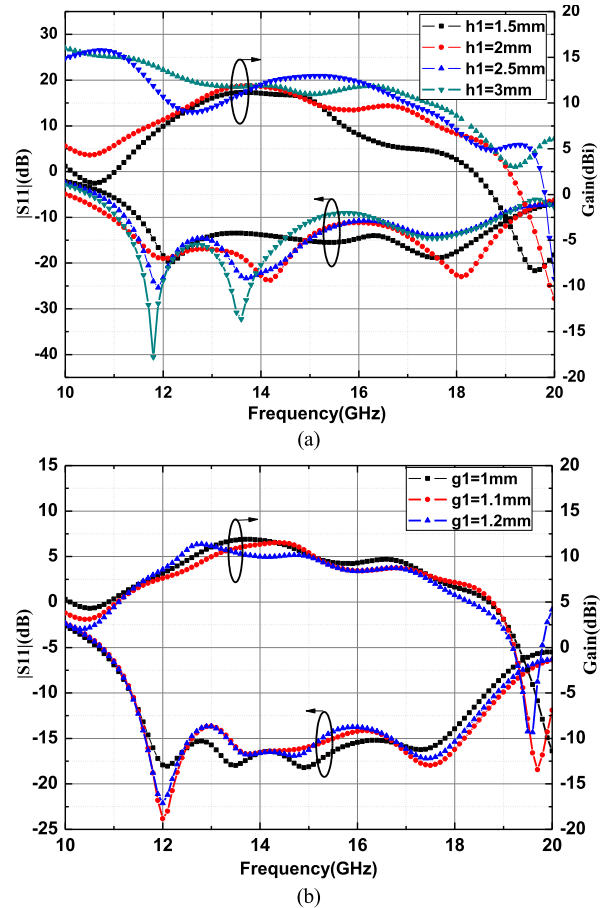 h1=1.5mm
h1=2mm
h1=2.5mm
h1=3mm
30
20
10
0
-10
-20
-30
-40
|S11|(dB)
20
15
10
5
0
-5
-10
-15
-20
Gain(dBi)
10 12 14 16 18 20
Frequency(GHz)
(a)
g1=1mm
g1=1.1mm
g1=1.2mm
15
10
5
0
-5
-10
-15
-20
-25
|S11|(dB)
20
15
10
5
0
-5
-10
-15
-20
Gain(dBi)
10 12 14 16 18 20
Frequency(GHz)
(b)